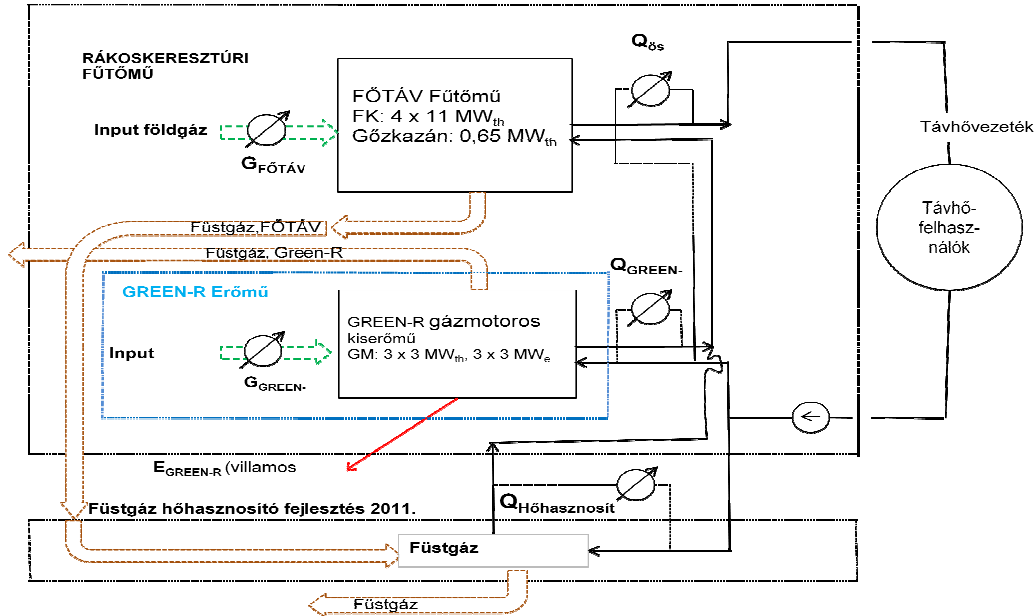 RÁKOSKERESZTÚRI
FŰTŐMŰ
Qös
FŐTÁV Fűtőmű
FK: 4 x 11 MWth
Gőzkazán: 0,65 MWth
Input földgáz
GFŐTÁV
Távhővezeték
Távhő-
felhasz-
nálók
Füstgáz,FŐTÁV
Füstgáz, Green-R
QGREEN-
GREEN-R Erőmű
GREEN-R gázmotoros
kiserőmű
GM: 3 x 3 MWth, 3 x 3 MWe
Input
GGREEN-
EGREEN-R (villamos
Füstgáz hőhasznosító fejlesztés 2011.
QHőhasznosít
Füstgáz
Füstgáz